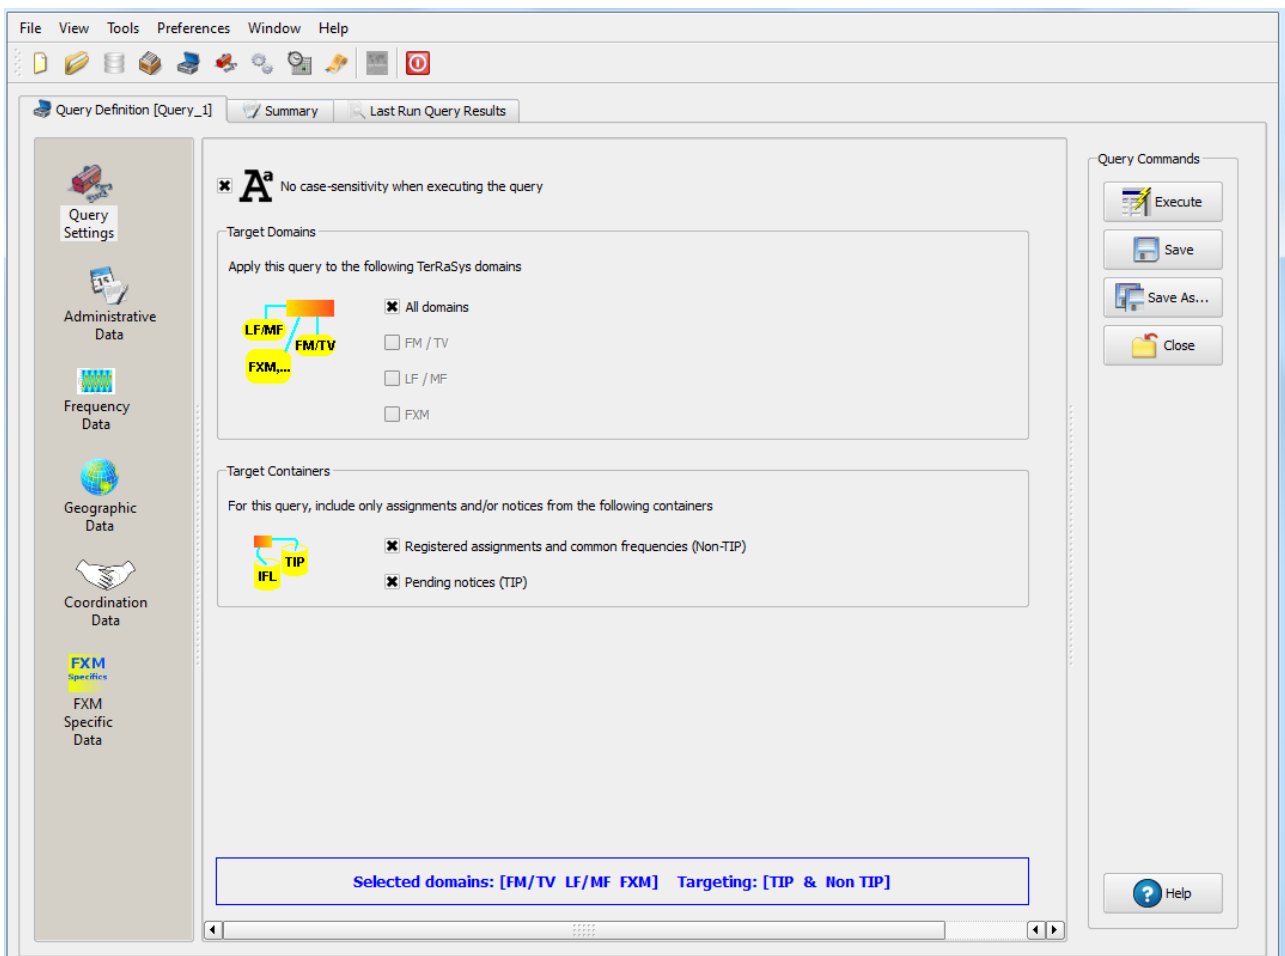 File View Tools Preferences Window Help
Query Definition [Query_1] Summary Last Run Query Results
Query
Settings
Administrative
Data
Frequency
Data
Geographic
Data
Coordination
Data
FXM
Specifics
FXM
Specific
Data
Aa No case-sensitivity when executing the query
Target Domains
Apply this query to the following TerRaSys domains
LF/MF
FM/TV
FXM,...
All domains
FM / TV
LF / MF
FXM
Target Containers
For this query, include only assignments and/or notices from the following containers
TIP
IFL
Registered assignments and common frequencies (Non-TIP)
Pending notices (TIP)
Selected domains: [FM/TV LF/MF FXM] Targeting: [TIP & Non TIP]
Query Commands
Execute
Save
Save As...
Close
Help